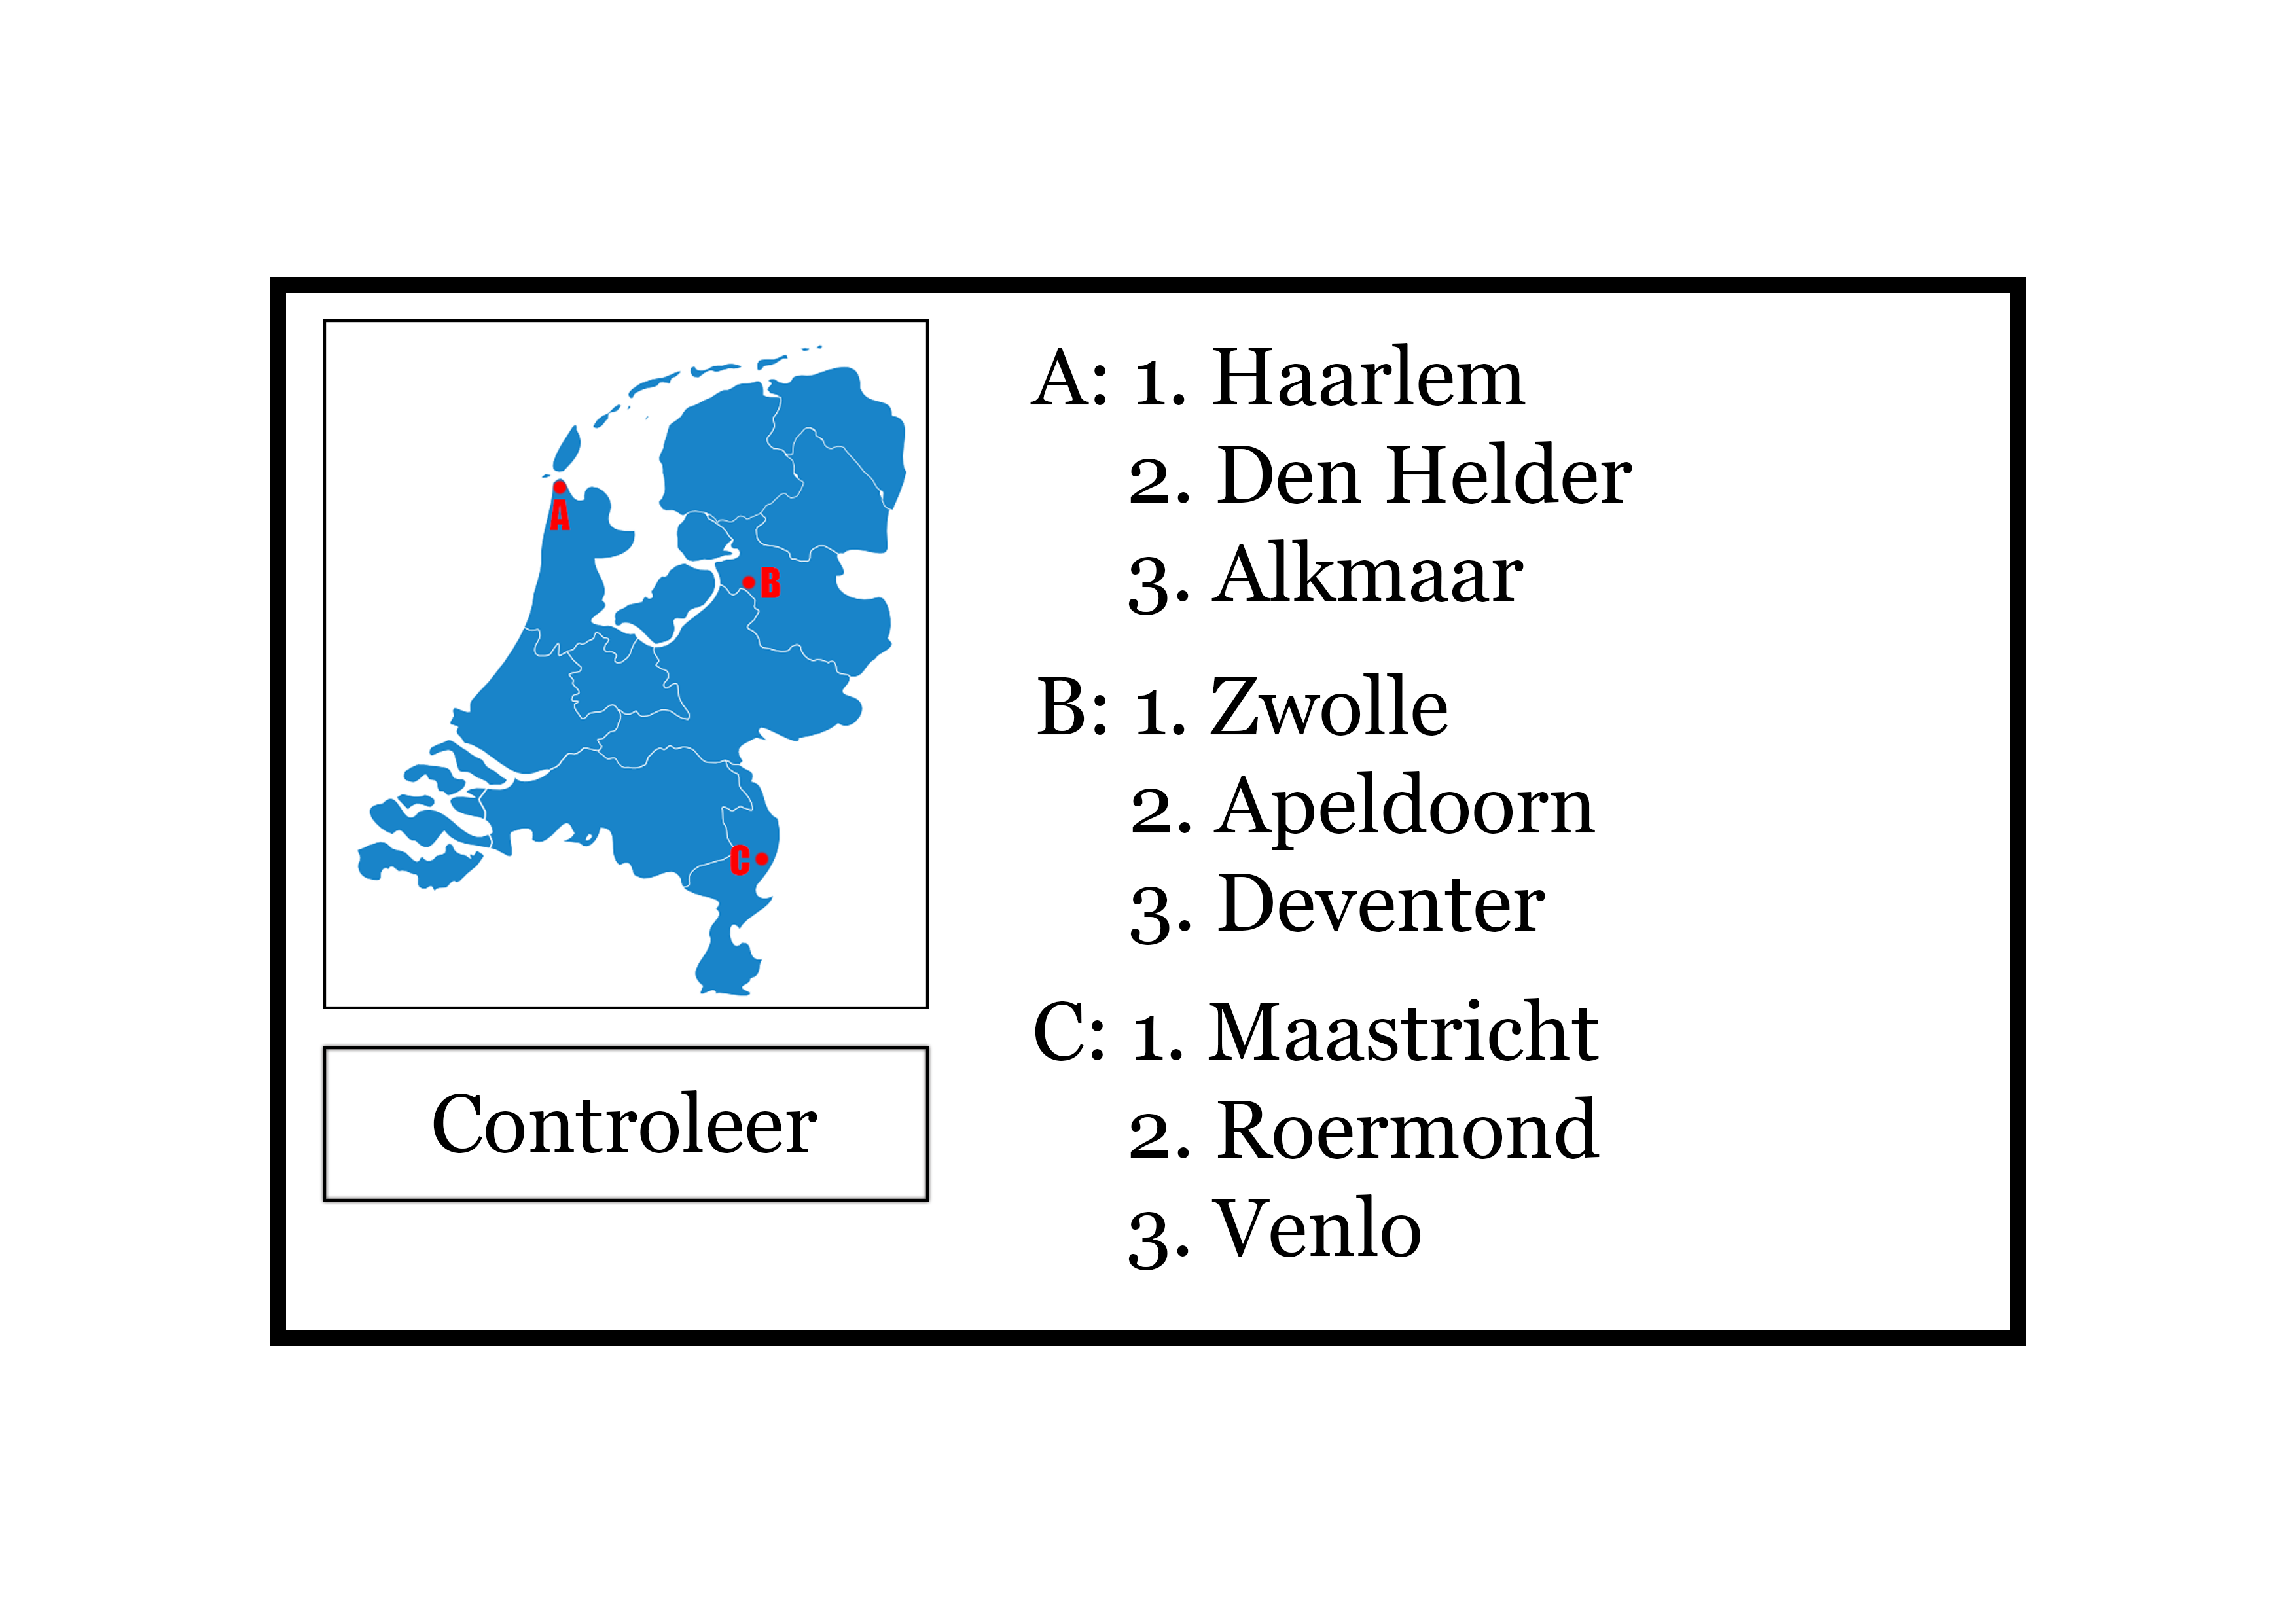 A
B
C
Controleer
A: 1. Haarlem
2. Den Helder
3. Alkmaar
B: 1. Zwolle
2. Apeldoorn
3. Deventer
C: 1. Maastricht
2. Roermond
3. Venlo